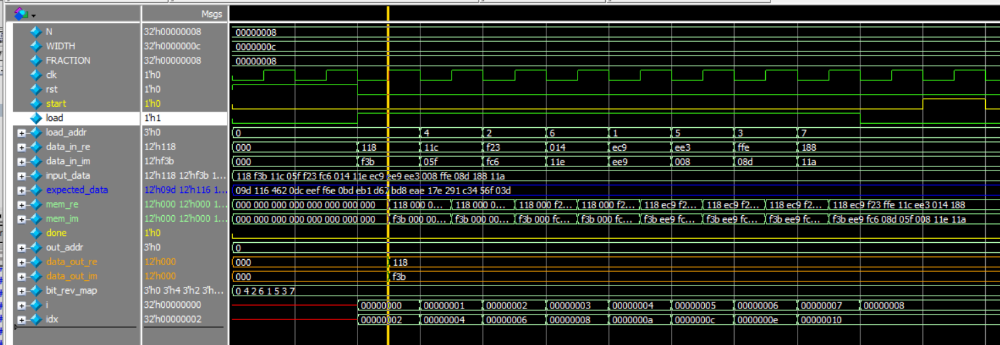 Msgs
N 32'h00000008 00000008
WIDTH 32'h0000000c 0000000c
FRACTION 32'h00000008 00000008
clk 1'h0
rst 1'h0
start 1'h0
load 1'h1
load_addr 3'h0 0 4 2 6 1 5 3 7
data_in_re 12'h118 000 118 11c f23 014 ec9 ee3 ffe 188
data_in_im 12'hf3b 000 f3b 05f fc6 11e ee9 008 08d 11a
input_data 12'h118 12'hf3b 1... 118 f3b 11c 05f f23 fc6 014 11e ec9 ee9 ee3 008 ffe 08d 188 11a
expected_data 12'h09d 12'h116 1... 09d 116 462 0dc eef f6e 0bd eb1 d67 bd8 eae 17e 291 c34 56f 03d
mem_re 12'h000 12'h000 1... 000 000 000 000 000 000 000 000 118 000 0... 118 000 0... 118 000 f2... 118 000 f2... 118 ec9 f2... 118 ec9 f2... 118 ec9 f2... 118 ec9 f23 ffe 11c ee3 014 188
mem_im 12'h000 12'h000 1... 000 000 000 000 000 000 000 000 f3b 000 00... f3b 000 00... f3b 000 fc... f3b 000 fc... f3b ee9 fc... f3b ee9 fc... f3b ee9 fc... f3b ee9 fc6 08d 05f 008 11e 11a
done 1'h0
out_addr 3'h0 0
data_out_re 12'h000 000 118
data_out_im 12'h000 000 f3b
bit_rev_map 3'h0 3'h4 3'h2 3'h... 0 4 2 6 1 5 3 7
i 32'h00000000 00000000 00000001 00000002 00000003 00000004 00000005 00000006 00000007 00000008
idx 32'h00000002 00000002 00000004 00000006 00000008 0000000a 0000000c 0000000e 00000010